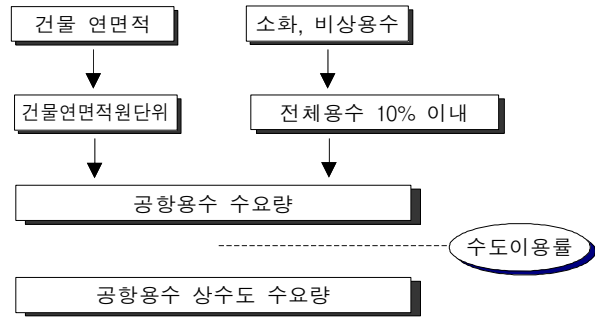 건물 연면적
소화, 비상용수
건물연면적원단위
전체용수 10% 이내
공항용수 수요량
수도이용률
공항용수 상수도 수요량